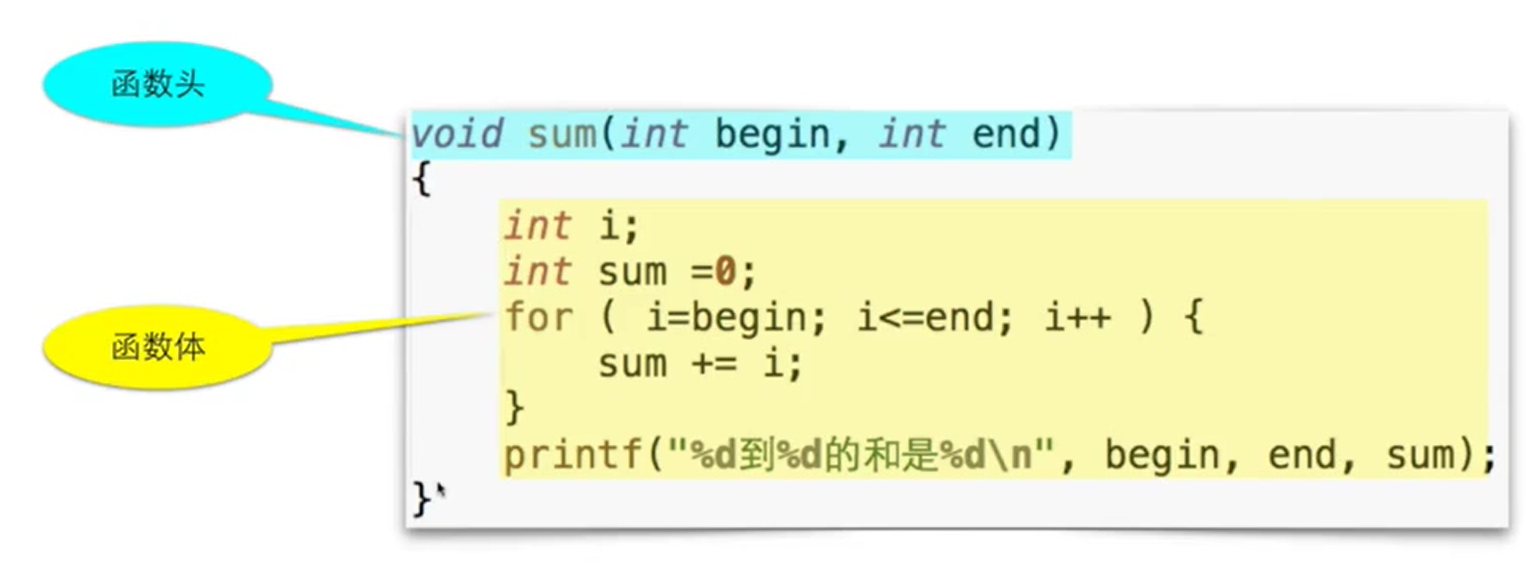 函数头
void sum(int begin, int end)
{
int i;
int sum =0;
函数体
for ( i=begin; i<=end; i++ ) {
sum += i;
}
printf("%d到%d的和是%d\n", begin, end, sum);
}